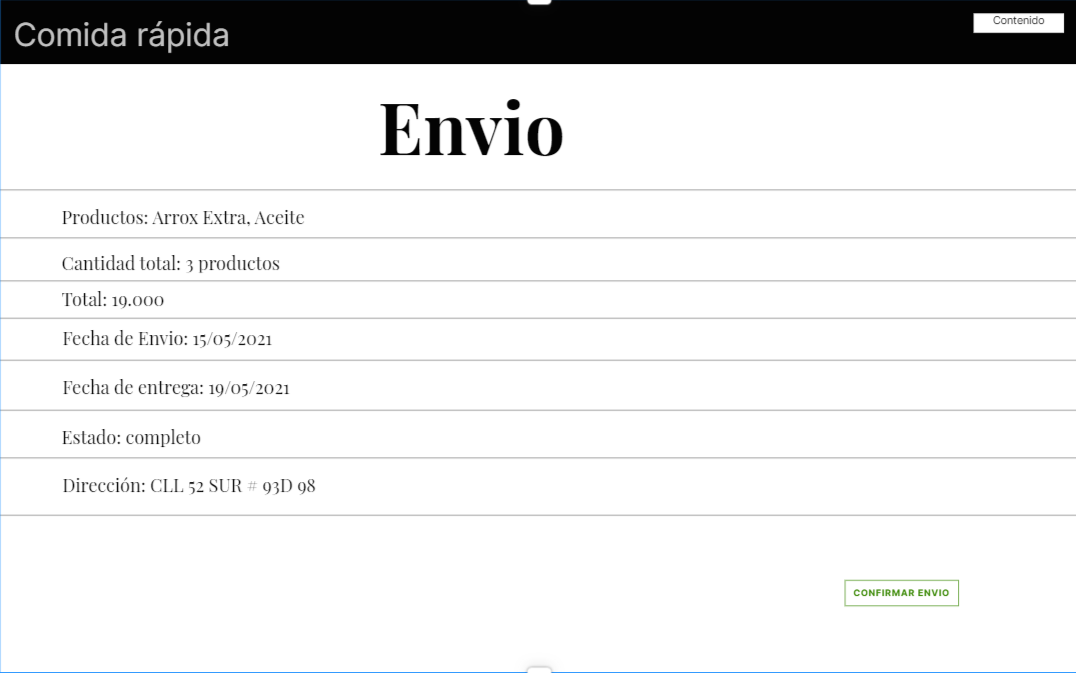 Comida rápida
Contenido
Envio
Productos: Arrox Extra, Aceite
Cantidad total: 3 productos
Total: 19.000
Fecha de Envio: 15/05/2021
Fecha de entrega: 19/05/2021
Estado: completo
Dirección: CLL 52 SUR # 93D 98
CONFIRMAR ENVIO